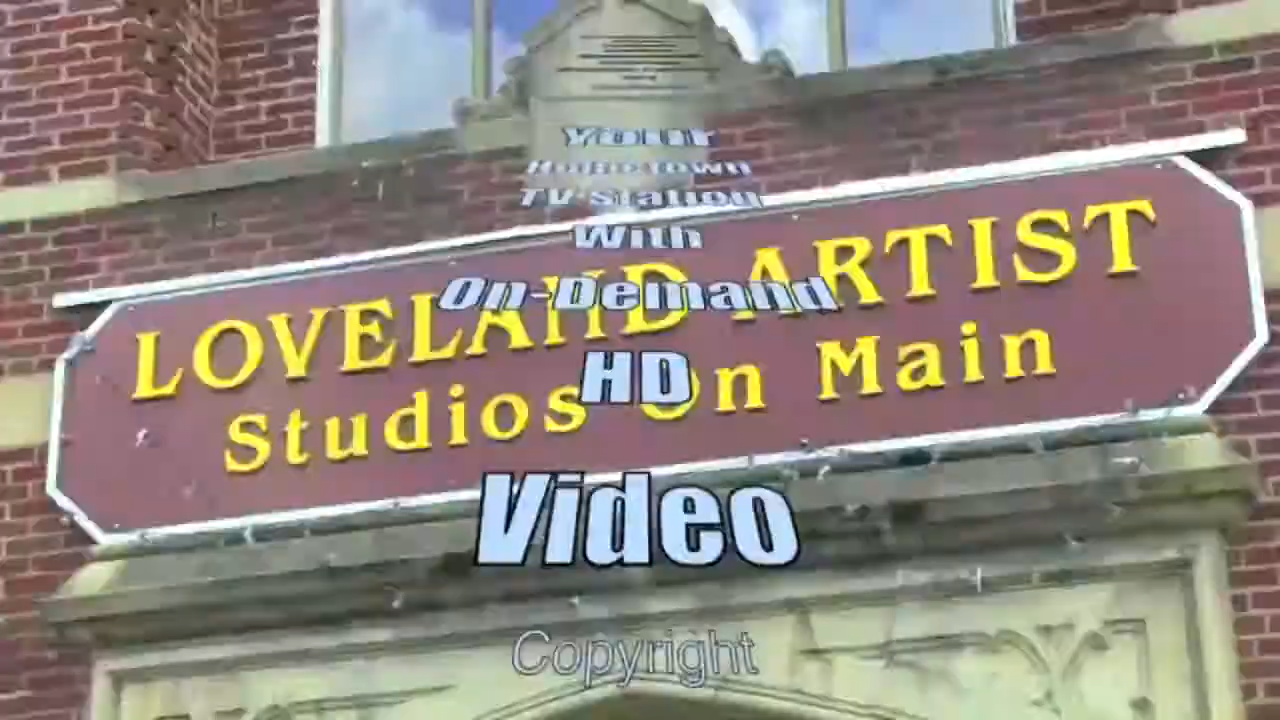 Your
Hometown
TV Station
With
On-Demand
HD
Video
LOVELAND ARTIST
Studios On Main
Copyright